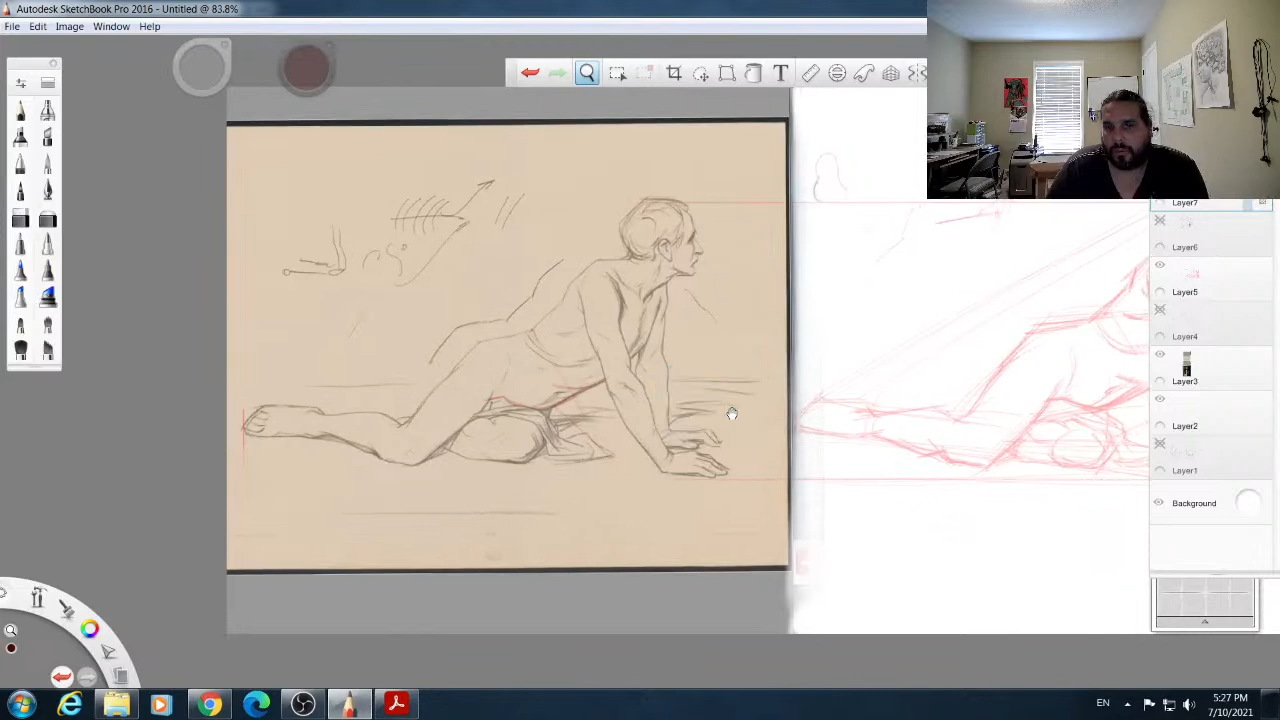 Autodesk SketchBook Pro 2016 - Untitled @ 83.8%
File Edit Image Window Help
T
Layer7
Layer6
Layer5
Layer4
Layer3
Layer2
Layer1
Background
EN
5:27 PM
7/10/2021